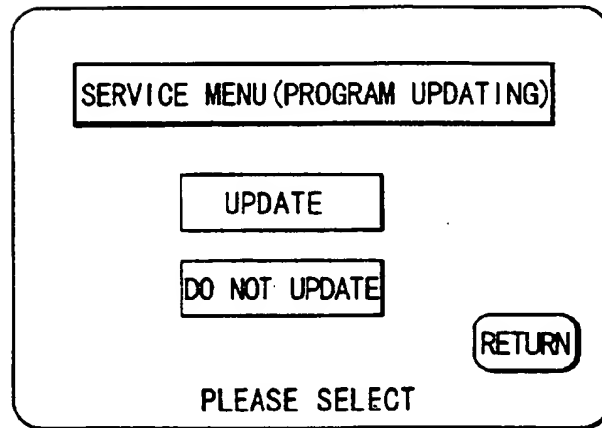 SERVICE MENU(PROGRAM UPDATING)
UPDATE
DO NOT UPDATE
RETURN
PLEASE SELECT